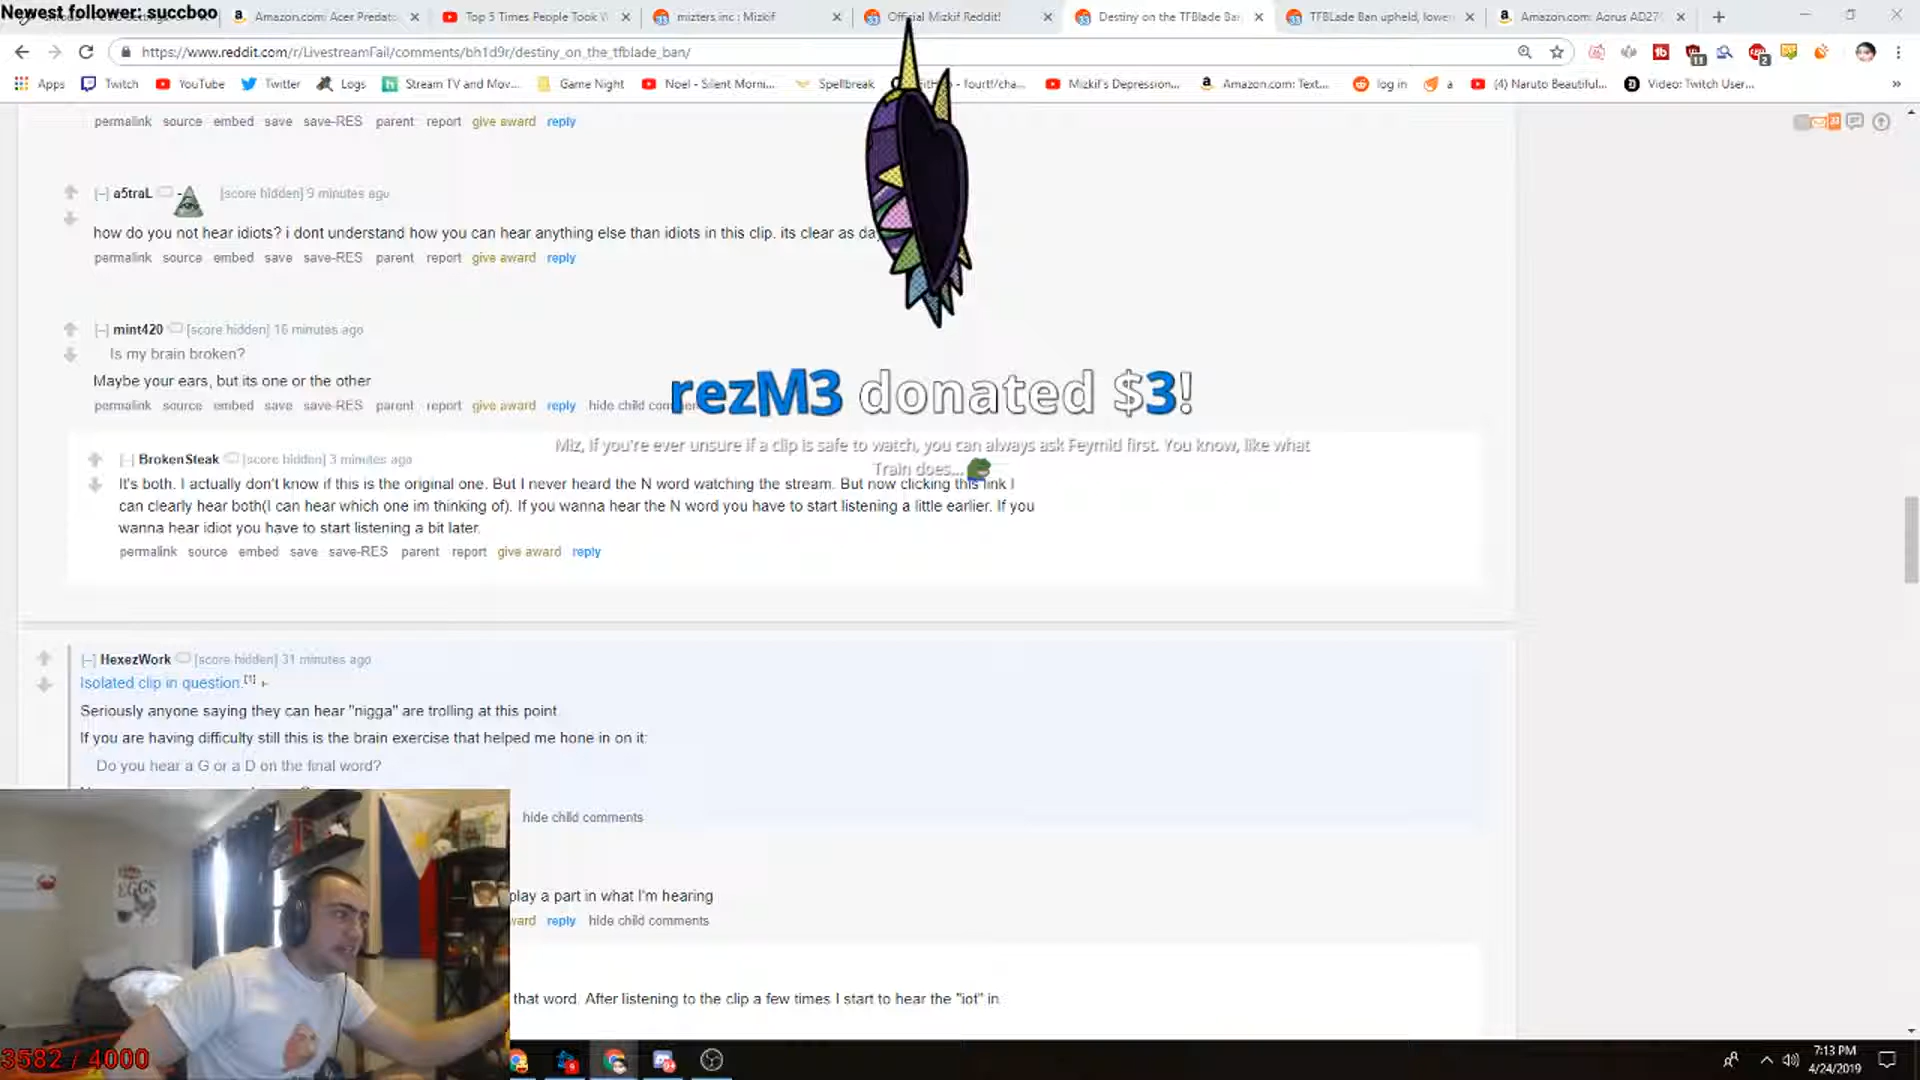 Newest follower: succboo
Amazon.com: Acer Predato
Top 5 Times People Took
mizters inc : Mizkif
Official Mizkif Reddit!
Destiny on the TFBlade Ban
TFBLade Ban upheld, lowe
Amazon.com: Aorus AD27
https://www.reddit.com/r/LivestreamFail/comments/bh1d9r/destiny_on_the_tfblade_ban/
Apps Twitch YouTube Twitter Logs Stream TV and Mov... Game Night Noel - Silent Morni... Spellbreak - fourtf/cha... Mizkif's Depression... Amazon.com: Text... log in a (4) Naruto Beautiful... Video: Twitch User...
permalink source embed save save-RES parent report give award reply
[–] a5traL [score hidden] 9 minutes ago
how do you not hear idiots? i dont understand how you can hear anything else than idiots in this clip. its clear as day
permalink source embed save save-RES parent report give award reply
[–] mint420 [score hidden] 16 minutes ago
Is my brain broken?
Maybe your ears, but its one or the other
permalink source embed save save-RES parent report give award reply hide child
rezM3 donated $3!
Miz, if you're ever unsure if a clip is safe to watch, you can always ask Feymid first. You know, like what
Train does...
[–] BrokenSteak [score hidden] 3 minutes ago
It's both. I actually don't know if this is the original one. But I never heard the N word watching the stream. But now clicking this link I
can clearly hear both(I can hear which one im thinking of). If you wanna hear the N word you have to start listening a little earlier. If you
wanna hear idiot you have to start listening a bit later.
permalink source embed save save-RES parent report give award reply
[–] HexezWork [score hidden] 31 minutes ago
Isolated clip in question.[1]
Seriously anyone saying they can hear "nigga" are trolling at this point
If you are having difficulty still this is the brain exercise that helped me hone in on it:
Do you hear a G or a D on the final word?
hide child comments
play a part in what I'm hearing
ward reply hide child comments
that word. After listening to the clip a few times I start to hear the "iot" in
EGGS
3582 / 4000
7:13 PM
4/24/2019